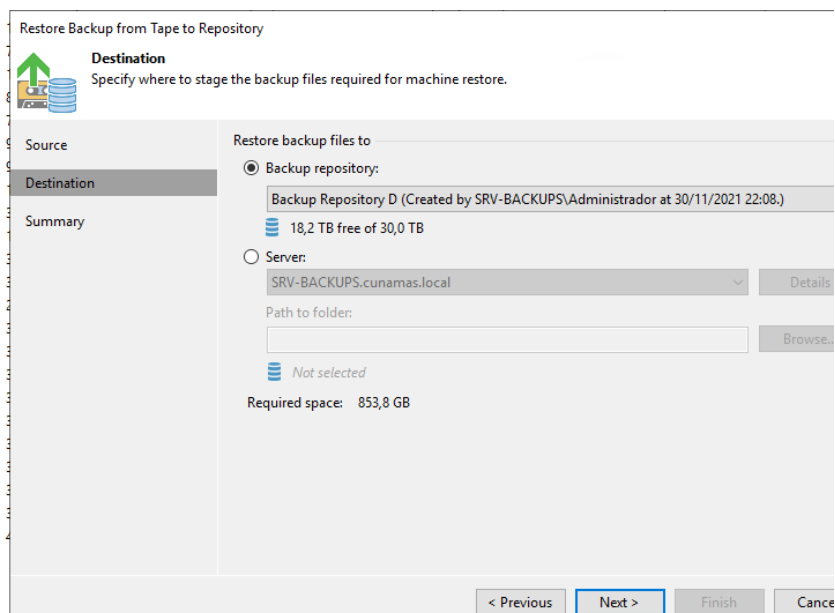 Restore Backup from Tape to Repository
Destination
Specify where to stage the backup files required for machine restore.
Source
Destination
Summary
Restore backup files to
Backup repository:
Backup Repository D (Created by SRV-BACKUPS\Administrador at 30/11/2021 22:08.)
18,2 TB free of 30,0 TB
Server:
SRV-BACKUPS.cunamas.local
Details
Path to folder:
Browse..
Not selected
Required space: 853,8 GB
< Previous
Next >
Finish
Cance